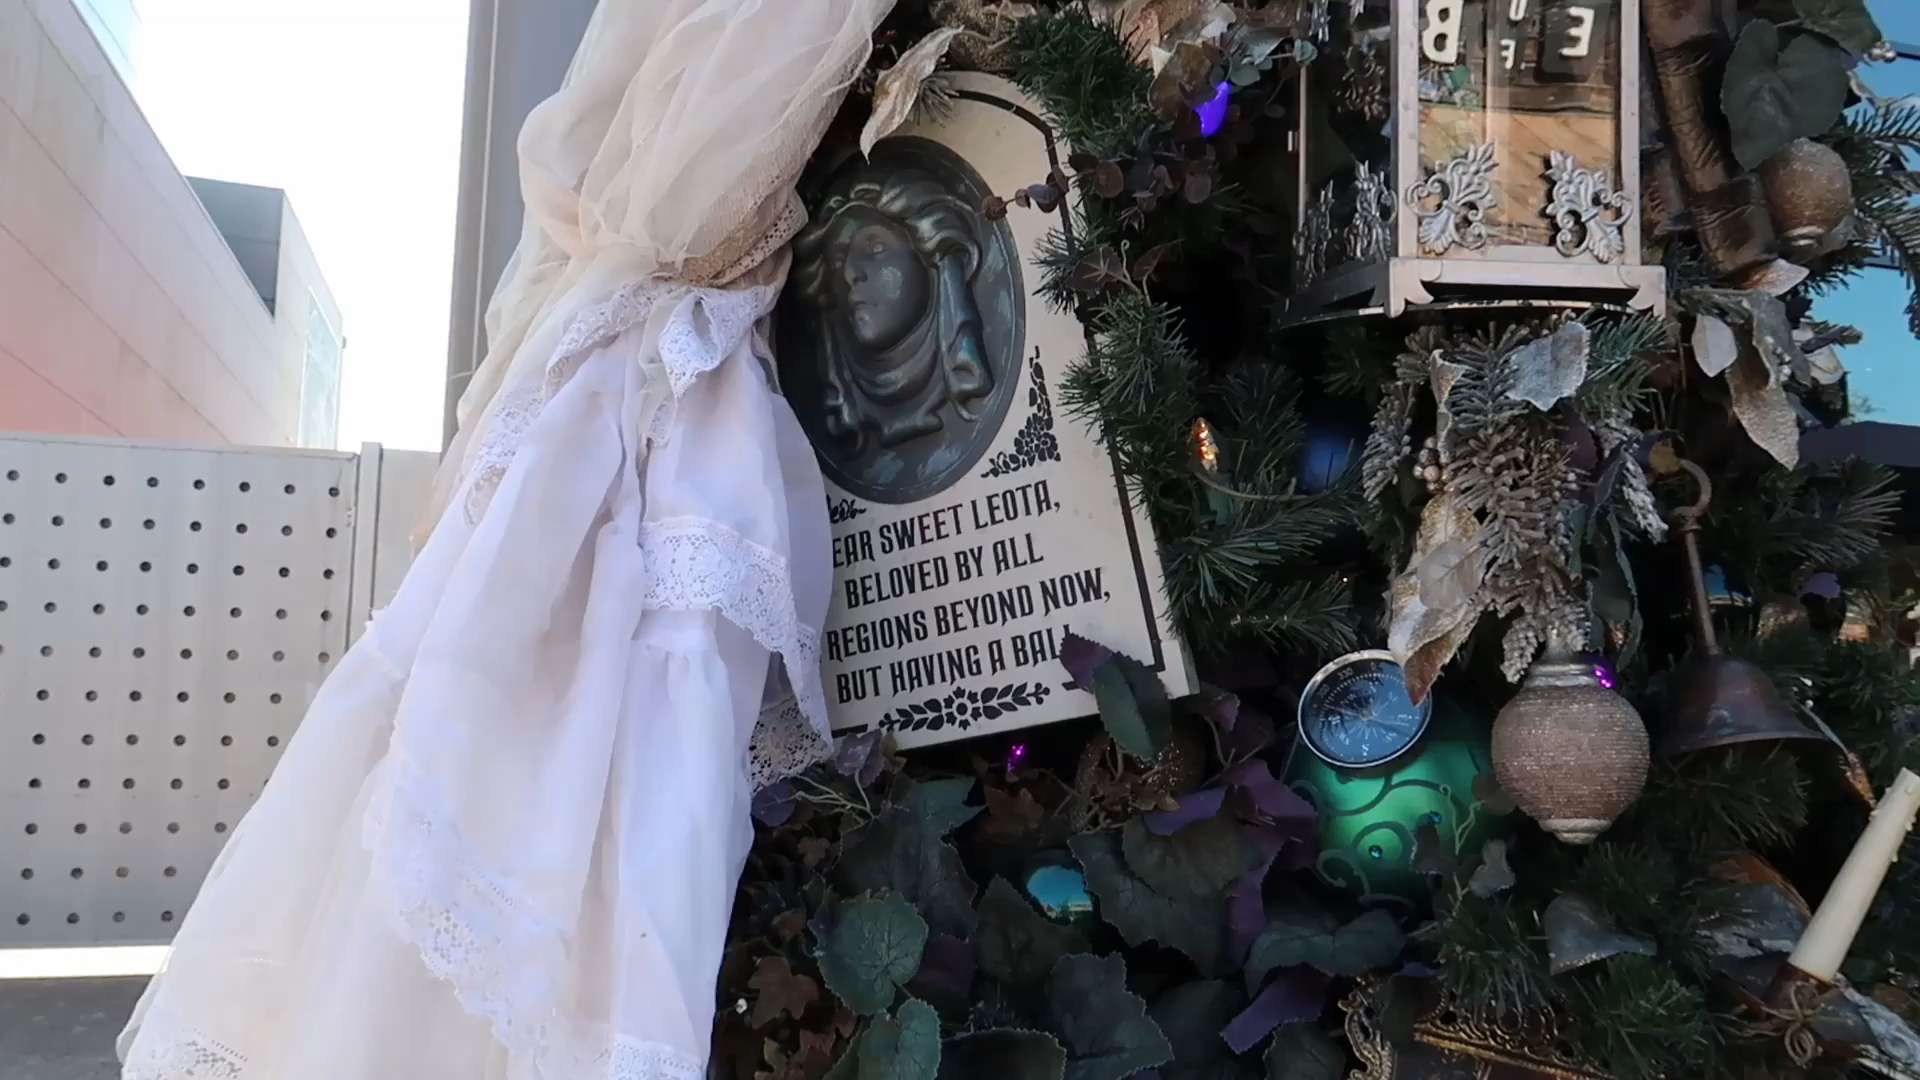 B E
EAR SWEET LEOTA,
BELOVED BY ALL
REGIONS BEYOND NOW,
BUT HAVING A BALL